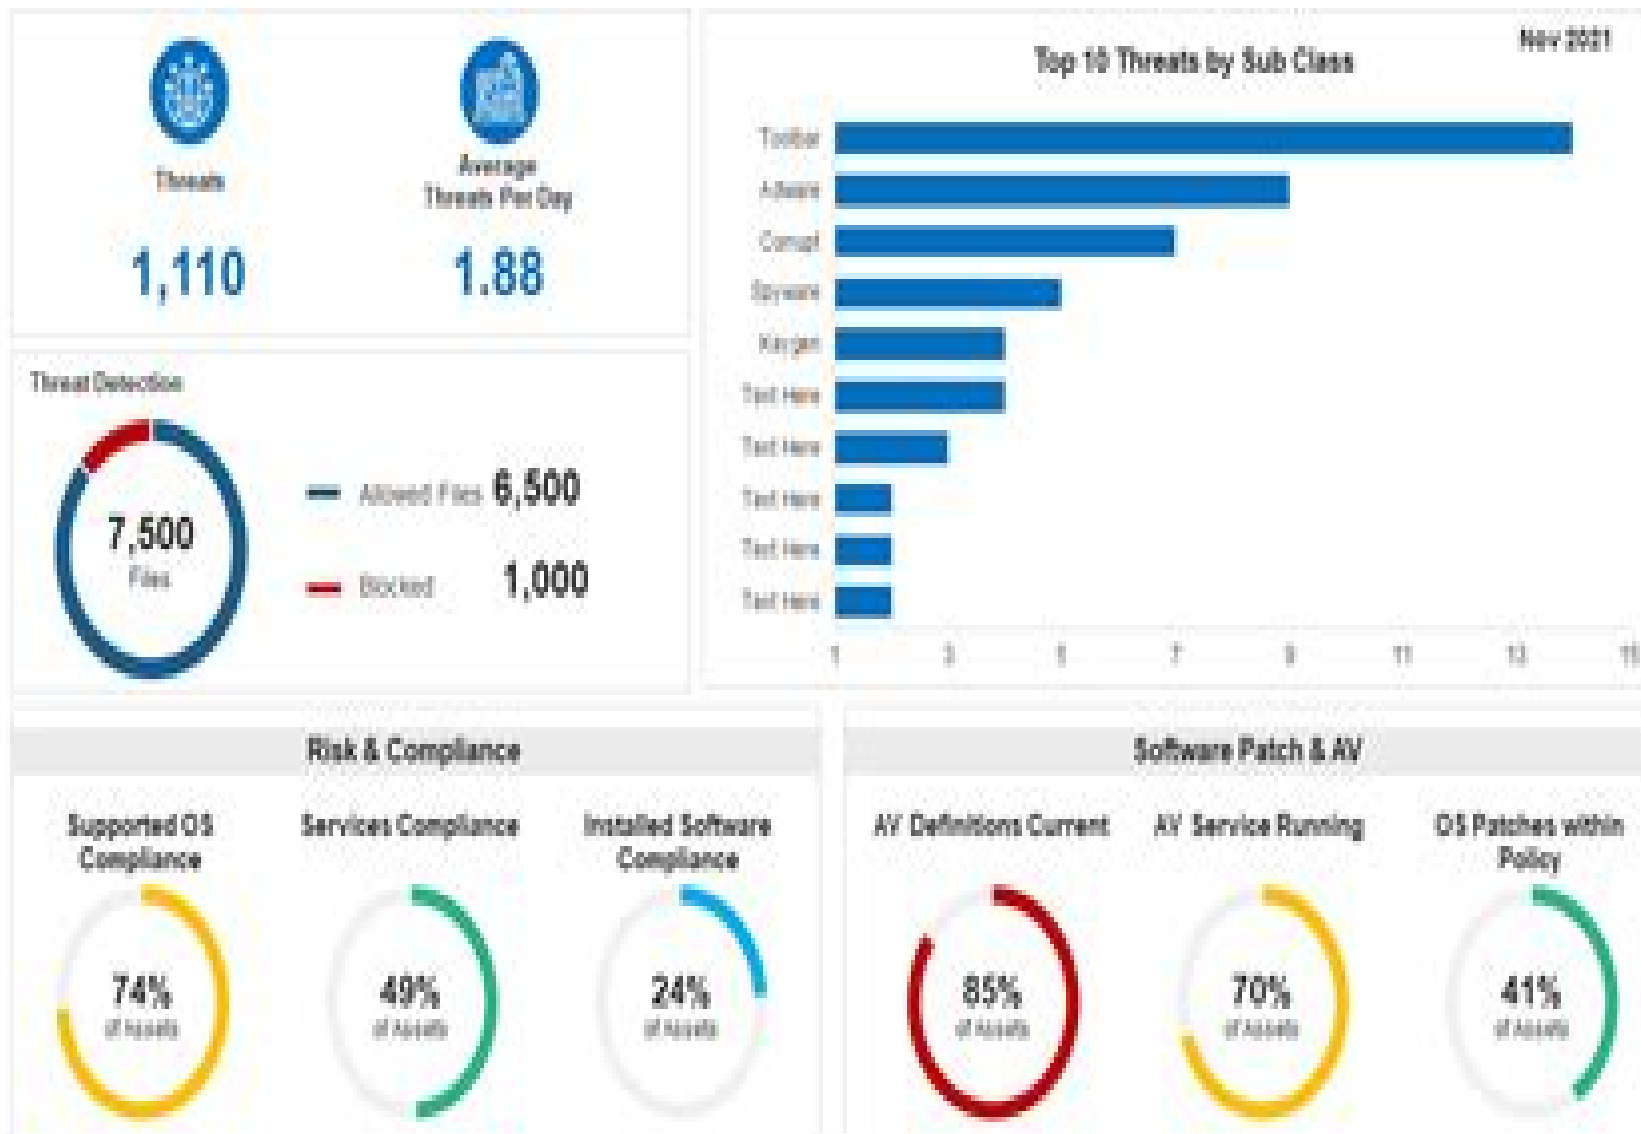 Threats
1,110
Average
Threats Per Day
1.88
Threat Detection
7,500
Files
Allowed Files 6,500
Blocked 1,000
Nov 2021
Top 10 Threats by Sub Class
Toolbar
Adware
Corrupt
Spyware
Keygen
Text Here
Text Here
Text Here
Text Here
Text Here
1 3 5 7 9 11 13 15
Risk & Compliance
Supported OS
Compliance
74%
of Assets
Services Compliance
49%
of Assets
Installed Software
Compliance
24%
of Assets
Software Patch & AV
AV Definitions Current
85%
of Assets
AV Service Running
70%
of Assets
OS Patches within
Policy
41%
of Assets